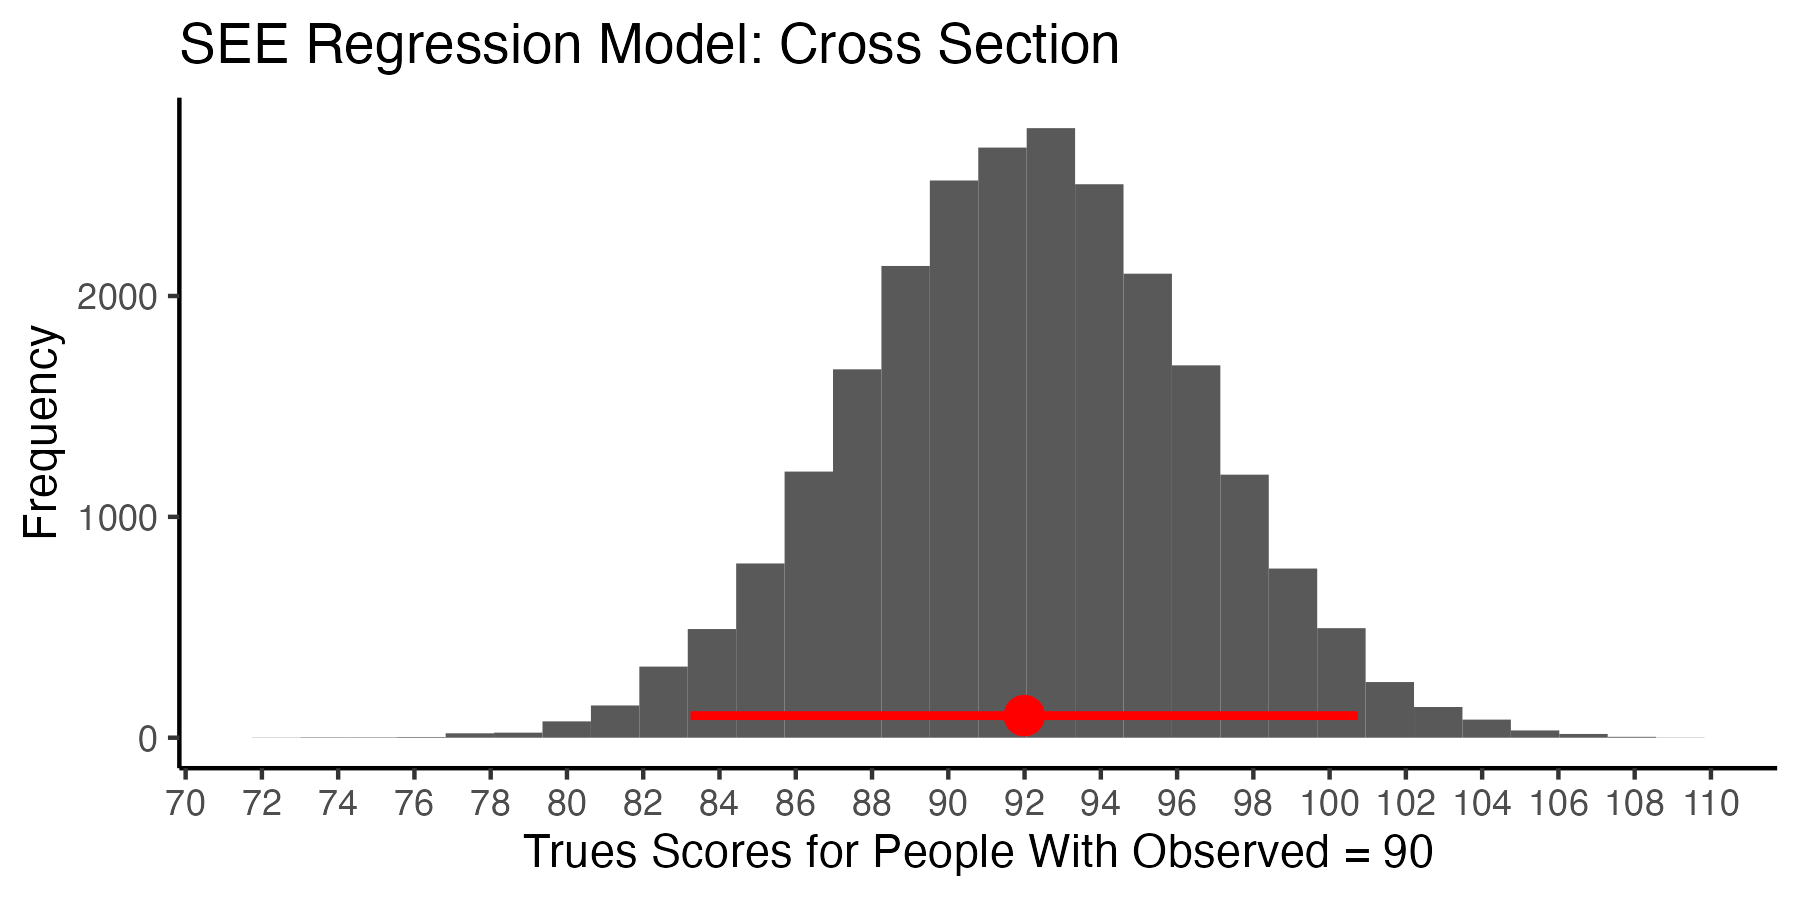 SEE Regression Model: Cross Section
Frequency
2000
1000
0
70 72 74 76 78 80 82 84 86 88 90 92 94 96 98 100 102 104 106 108 110
Trues Scores for People With Observed = 90